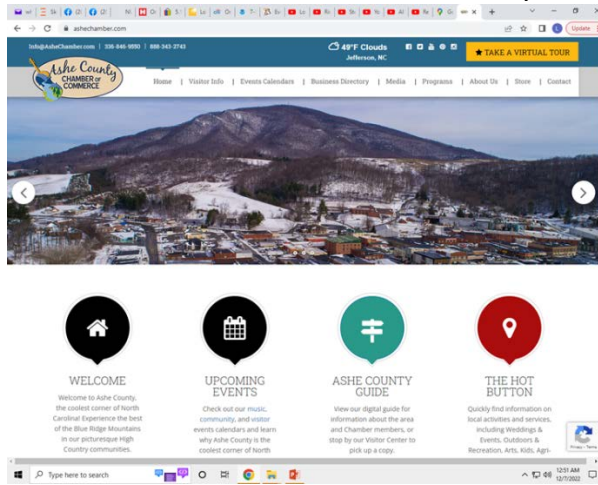 ashechamber.com
Update
Info@AsheChamber.com | 336-846-9550 | 888-343-2743
49°F Clouds
Jefferson, NC
★ TAKE A VIRTUAL TOUR
Ashe County
CHAMBER of
COMMERCE
Home | Visitor Info | Events Calendars | Business Directory | Media | Programs | About Us | Store | Contact
WELCOME
Welcome to Ashe County,
the coolest corner of North
Carolina! Experience the best
of the Blue Ridge Mountains
in our picturesque High
Country communities.
UPCOMING
EVENTS
Check out our music,
community, and visitor
events calendars and learn
why Ashe County is the
coolest corner of North
ASHE COUNTY
GUIDE
View our digital guide for
information about the area
and Chamber members, or
stop by our Visitor Center to
pick up a copy.
THE HOT
BUTTON
Quickly find information on
local activities and services,
including Weddings &
Events, Outdoors &
Recreation, Arts, Kids, Agri-
Privacy - Terms
Type here to search
12:51 AM
12/7/2022